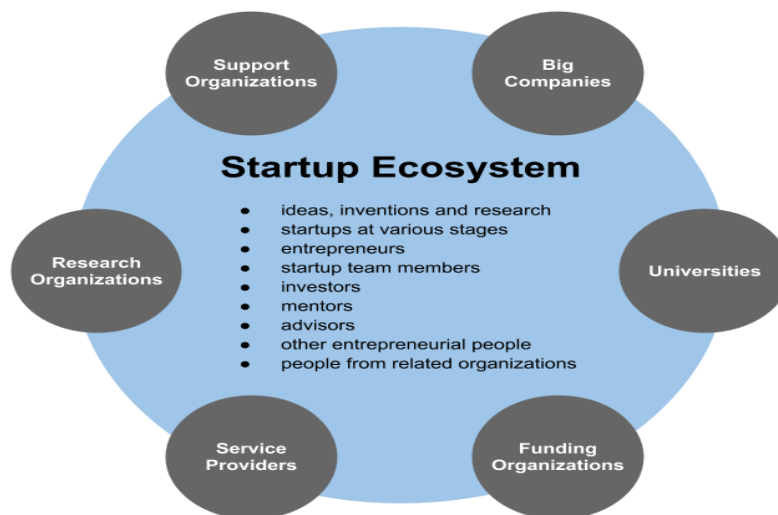 Support
Organizations
Big
Companies
Startup Ecosystem
● ideas, inventions and research
● startups at various stages
● entrepreneurs
● startup team members
● investors
● mentors
● advisors
● other entrepreneurial people
● people from related organizations
Research
Organizations
Universities
Service
Providers
Funding
Organizations